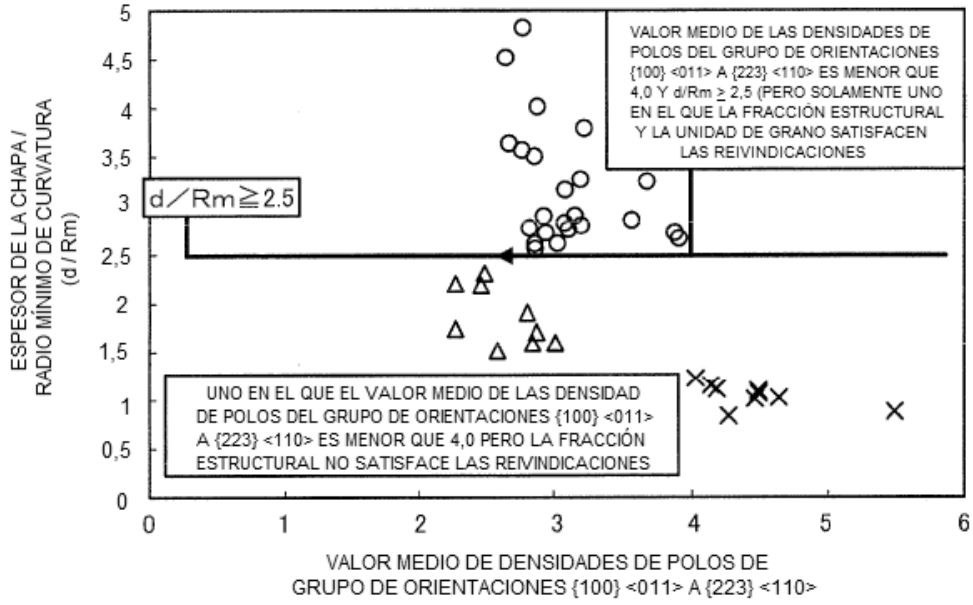 ESPESOR DE LA CHAPA /
RADIO MÍNIMO DE CURVATURA
(d / Rm)
5
4,5
4
3,5
3
2,5
2
1,5
1
0,5
0
d／Rm≧2.5
VALOR MEDIO DE LAS DENSIDADES DE
POLOS DEL GRUPO DE ORIENTACIONES
{100} <011> A {223} <110> ES MENOR QUE
4,0 Y d/Rm ≥ 2,5 (PERO SOLAMENTE UNO
EN EL QUE LA FRACCIÓN ESTRUCTURAL
Y LA UNIDAD DE GRANO SATISFACEN
LAS REIVINDICACIONES
UNO EN EL QUE EL VALOR MEDIO DE LAS DENSIDAD
DE POLOS DEL GRUPO DE ORIENTACIONES {100} <011>
A {223} <110> ES MENOR QUE 4,0 PERO LA FRACCIÓN
ESTRUCTURAL NO SATISFACE LAS REIVINDICACIONES
0 1 2 3 4 5 6
VALOR MEDIO DE DENSIDADES DE POLOS DE
GRUPO DE ORIENTACIONES {100} <011> A {223} <110>